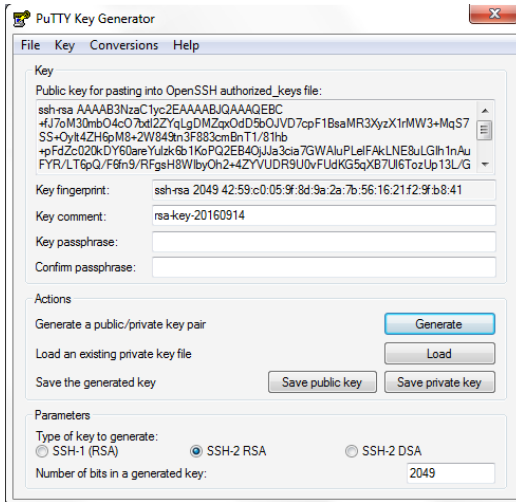 PuTTY Key Generator
File Key Conversions Help
Key
Public key for pasting into OpenSSH authorized_keys file:
ssh-rsa AAAAB3NzaC1yc2EAAAABJQAAAQEBC
+fJ7oM30mbO4cO7btl2ZYqLgDMZqxOdD5bOJVD7cpF1BsaMR3XyzX1rMW3+MqS7
SS+Oylt4ZH6pM8+2W849tn3F883cmBnT1/81hb
+pFdZc020kDY60areYulzk6b1KoPQ2EB4OjJJa3cia7GWAluPLelFAkLNE8uLGlh1nAu
FYR/LT6pQ/F6fn9/RFgsH8WlbyOh2+4ZYVUDR9U0vFUdKG5qXB7Ul6TozUp13L/G
Key fingerprint: ssh-rsa 2049 42:59:c0:05:9f:8d:9a:2a:7b:56:16:21:f2:9f:b8:41
Key comment: rsa-key-20160914
Key passphrase:
Confirm passphrase:
Actions
Generate a public/private key pair Generate
Load an existing private key file Load
Save the generated key Save public key Save private key
Parameters
Type of key to generate:
SSH-1 (RSA) SSH-2 RSA SSH-2 DSA
Number of bits in a generated key: 2049